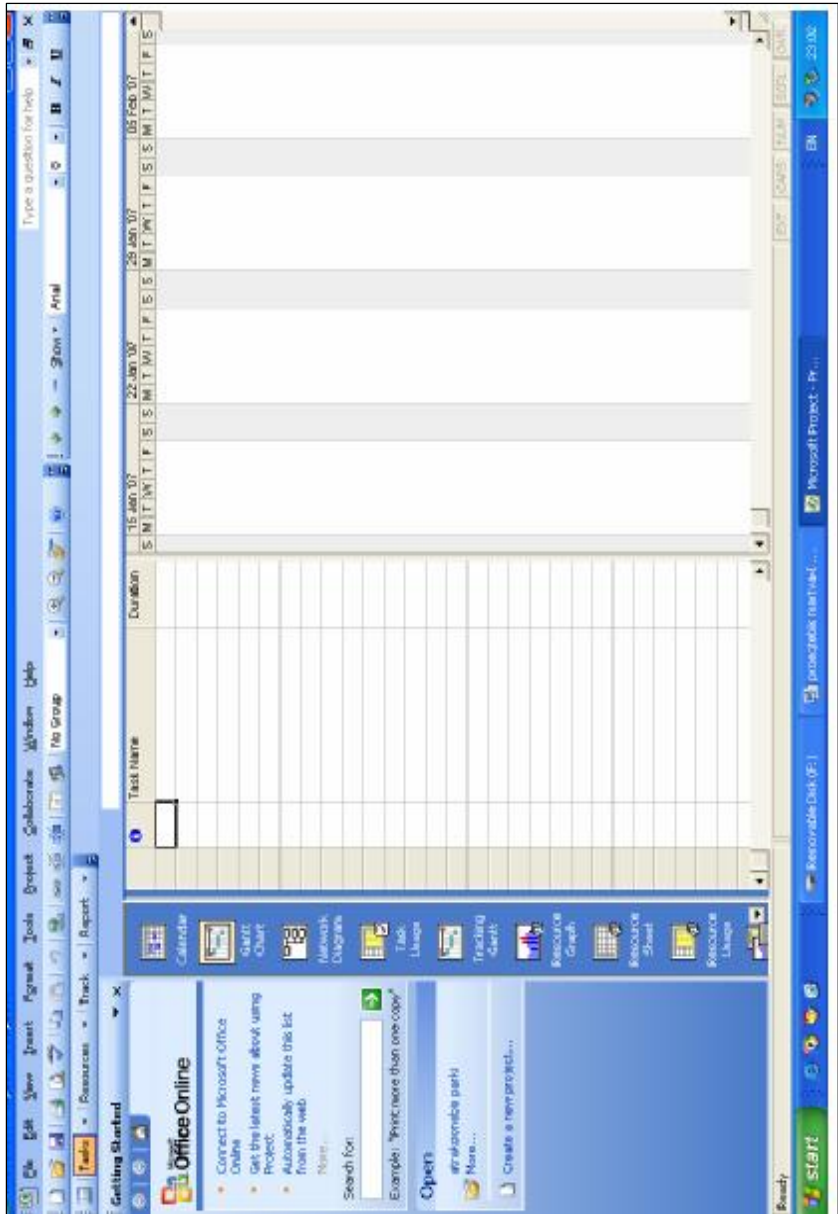 File Edit View Insert Format Tools Project Collaborate Window Help
Type a question for help
No Group
Show Arial 8 B I U
Tasks Resources Track Report
Getting Started
Microsoft
Office Online
Connect to Microsoft Office
Online
Get the latest news about using
Project
Automatically update this list
from the web
More...
Search for:
Example: "Print more than one copy"
Open
atrakcionebis parki
More...
Create a new project...
Calendar
Gantt
Chart
Network
Diagram
Task
Usage
Tracking
Gantt
Resource
Graph
Resource
Sheet
Resource
Usage
Task Name Duration
15 Jan '07 22 Jan '07 29 Jan '07 05 Feb '07
S M T W T F S S M T W T F S S M T W T F S S M T W T F S
Ready
EXT CAPS NUM SCRL OVR
start
Removable Disk (F:)
Microsoft Project - Pr...
EN
23:02